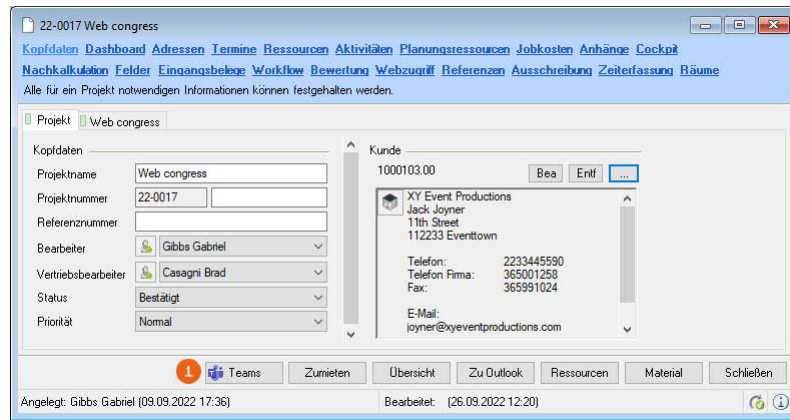 22-0017 Web congress
Kopfdaten Dashboard Adressen Termine Ressourcen Aktivitäten Planungsressourcen Jobkosten Anhänge Cockpit
Nachkalkulation Felder Eingangsbelege Workflow Bewertung Webzugriff Referenzen Ausschreibung Zeiterfassung Räume
Alle für ein Projekt notwendigen Informationen können festgehalten werden.
Projekt Web congress
Kopfdaten
Projektname Web congress
Projektnummer 22-0017
Referenznummer
Bearbeiter Gibbs Gabriel
Vertriebsbearbeiter Casagni Brad
Status Bestätigt
Priorität Normal
Kunde
1000103.00 Bea Entf ...
XY Event Productions
Jack Joyner
11th Street
112233 Eventtown
Telefon: 2233445590
Telefon Firma: 365001258
Fax: 365991024
E-Mail:
joyner@xyeventproductions.com
1 Teams Zumieten Übersicht Zu Outlook Ressourcen Material Schließen
Angelegt: Gibbs Gabriel (09.09.2022 17:36) Bearbeitet: (26.09.2022 12:20)